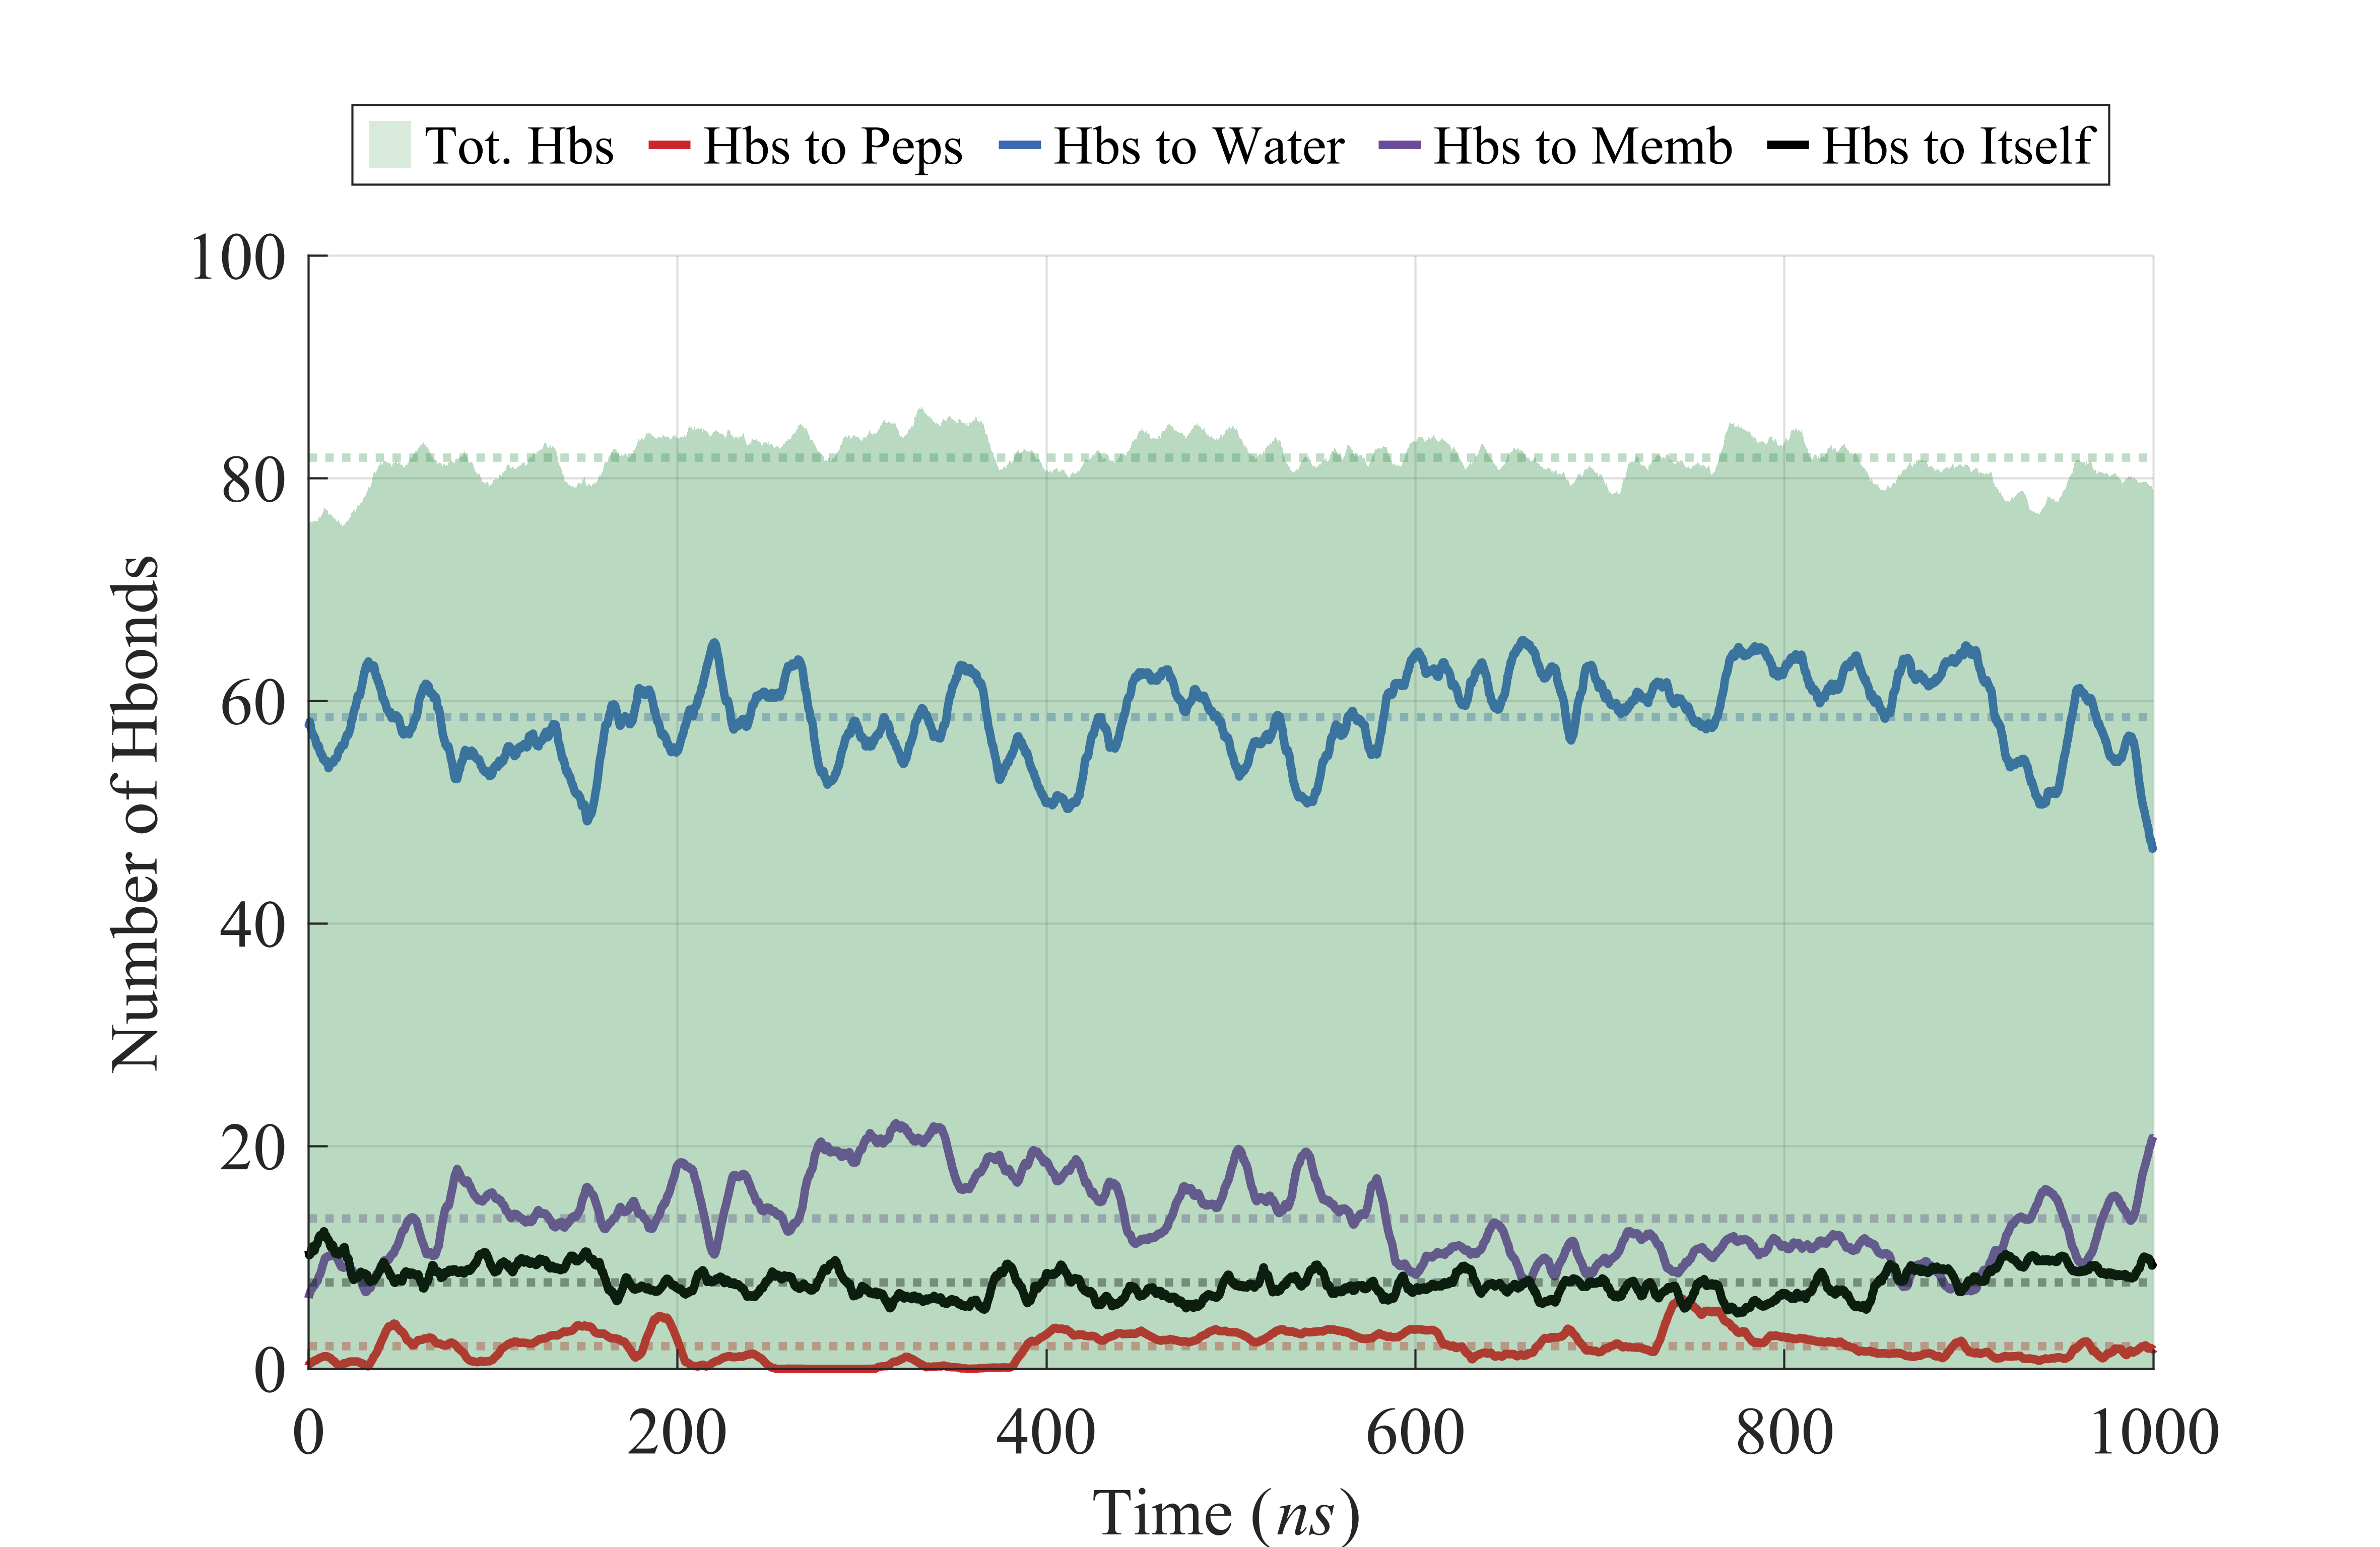 Tot. Hbs Hbs to Peps Hbs to Water Hbs to Memb Hbs to Itself
100
80
60
40
20
0
Number of Hbonds
0 200 400 600 800 1000
Time (ns)